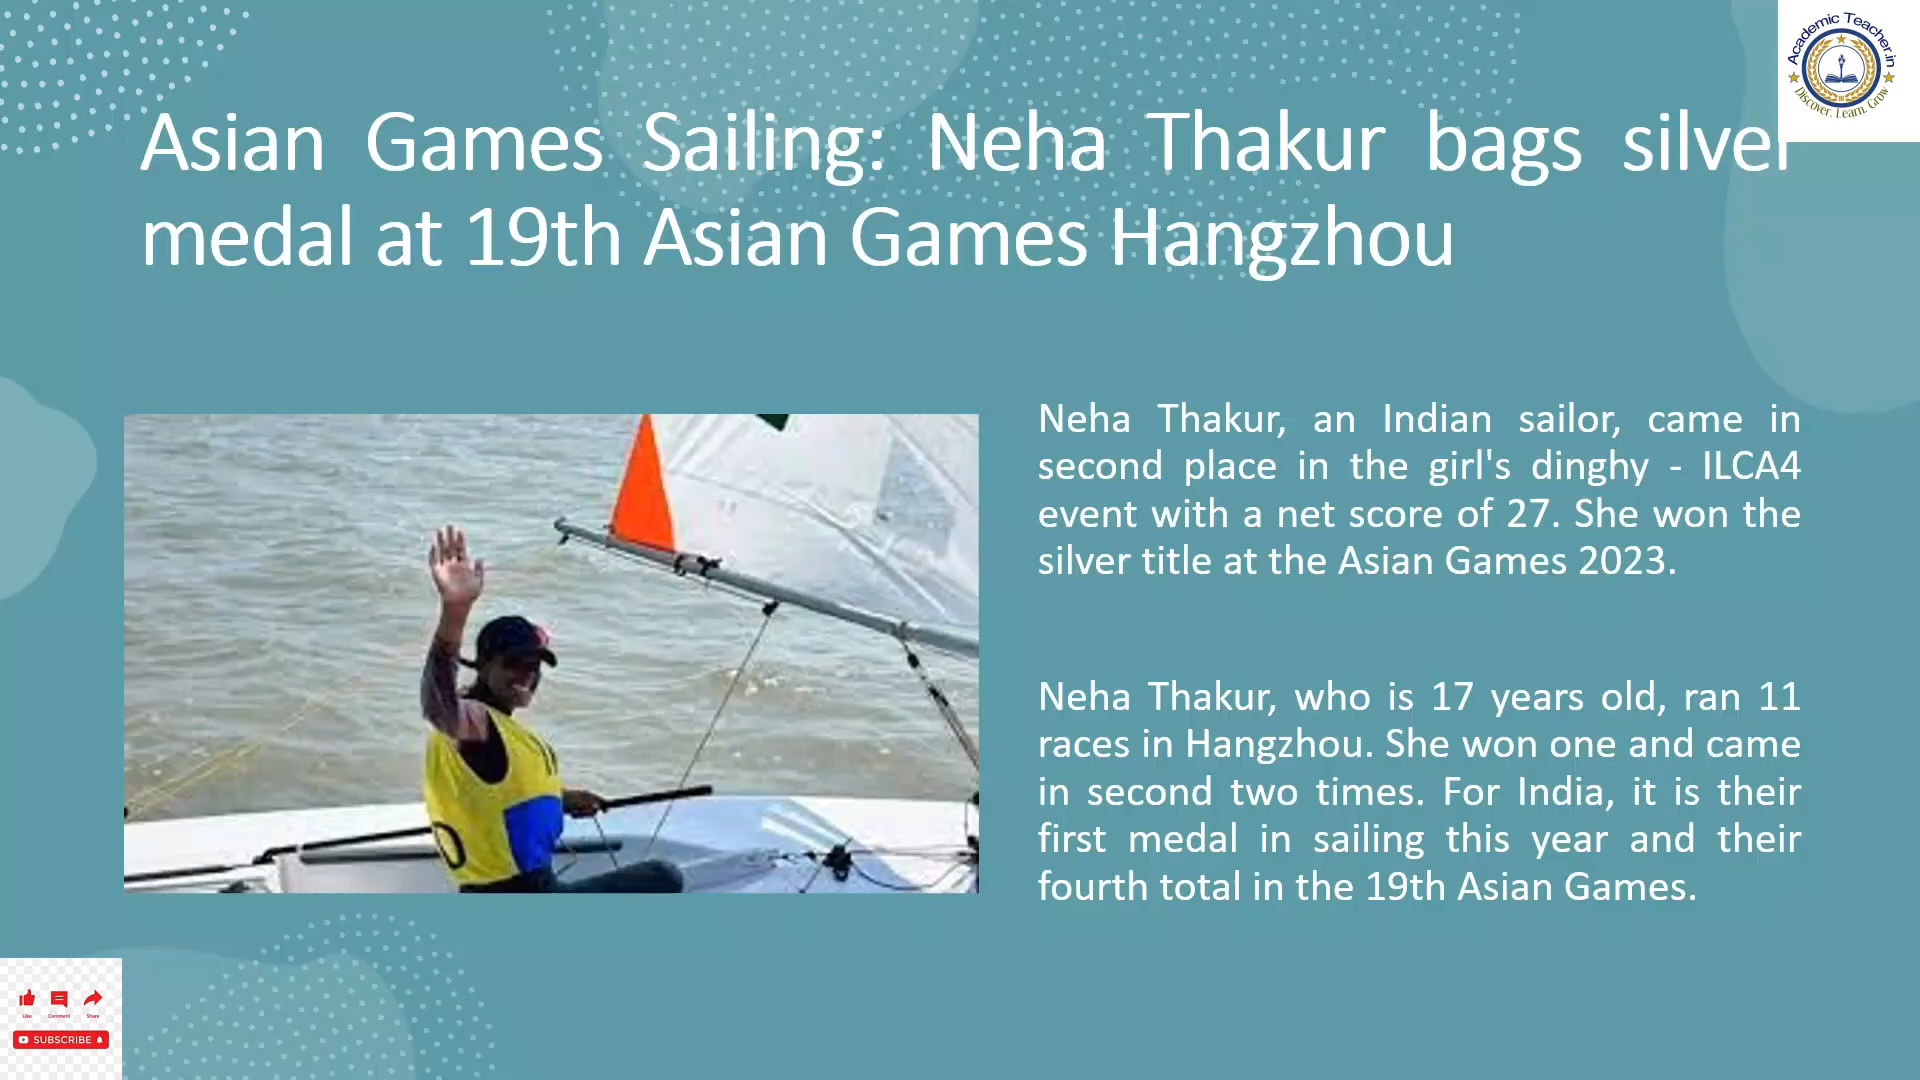 Academic Teacher.in
Discover. Learn. Grow
Asian Games Sailing: Neha Thakur bags silver
medal at 19th Asian Games Hangzhou
Neha Thakur, an Indian sailor, came in
second place in the girl's dinghy - ILCA4
event with a net score of 27. She won the
silver title at the Asian Games 2023.
Neha Thakur, who is 17 years old, ran 11
races in Hangzhou. She won one and came
in second two times. For India, it is their
first medal in sailing this year and their
fourth total in the 19th Asian Games.
Like Comment Share
SUBSCRIBE